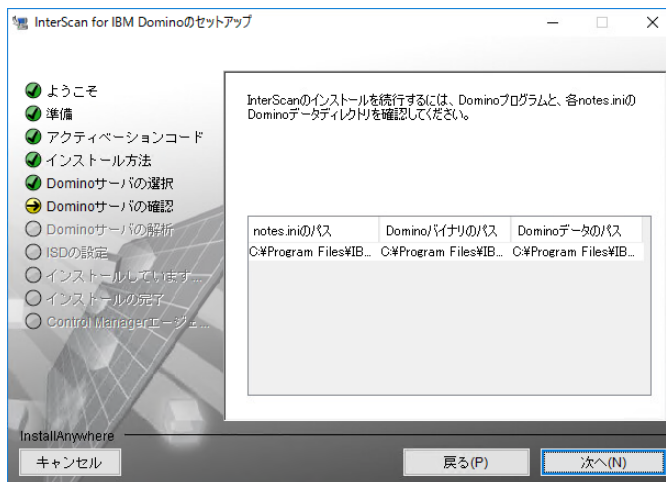 InterScan for IBM Dominoのセットアップ
ようこそ
準備
アクティベーションコード
インストール方法
Dominoサーバの選択
Dominoサーバの確認
Dominoサーバの解析
ISDの設定
インストールしています...
インストールの完了
Control Managerエージェ...
InterScanのインストールを続行するには、Dominoプログラムと、各notes.iniの
Dominoデータディレクトリを確認してください。
notes.iniのパス Dominoバイナリのパス Dominoデータのパス
C:¥Program Files¥IB... C:¥Program Files¥IB... C:¥Program Files¥IB...
InstallAnywhere
キャンセル 戻る(P) 次へ(N)